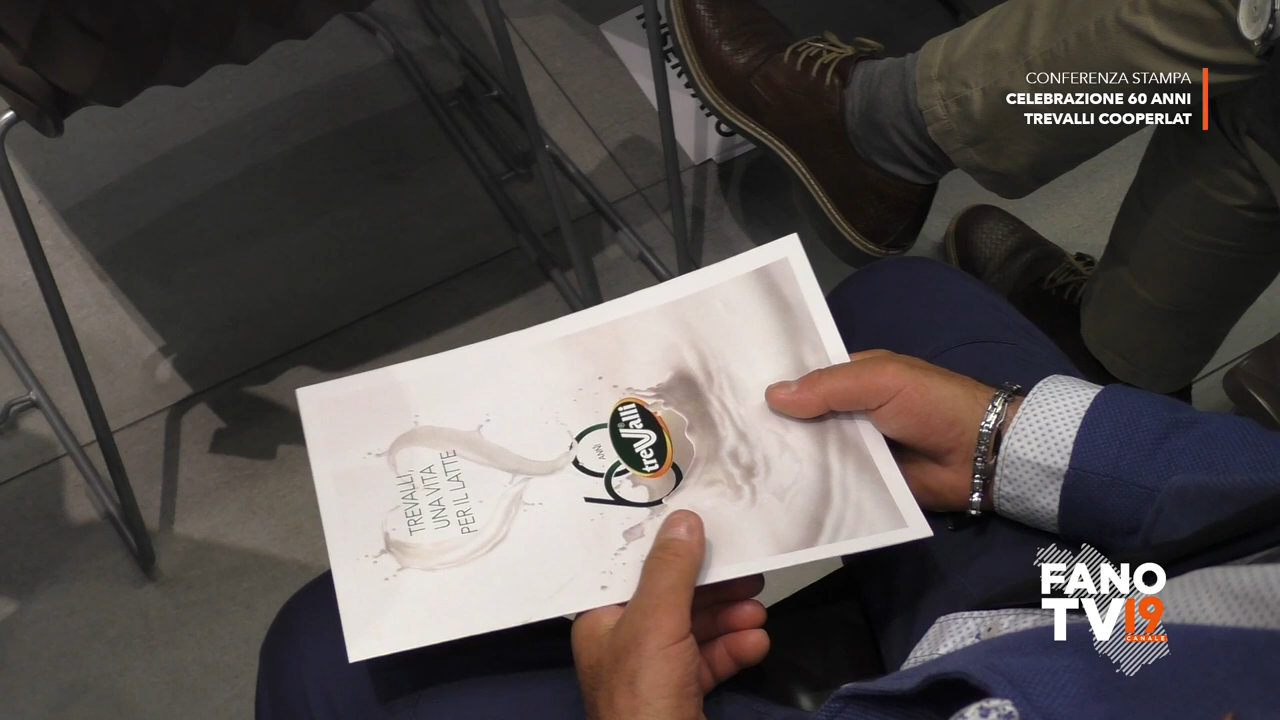 CONFERENZA STAMPA
CELEBRAZIONE 60 ANNI
TREVALLI COOPERLAT
TREVALLI,
UNA VITA
PER IL LATTE
60
ANNI
treValli
FANO
TV19
CANALE